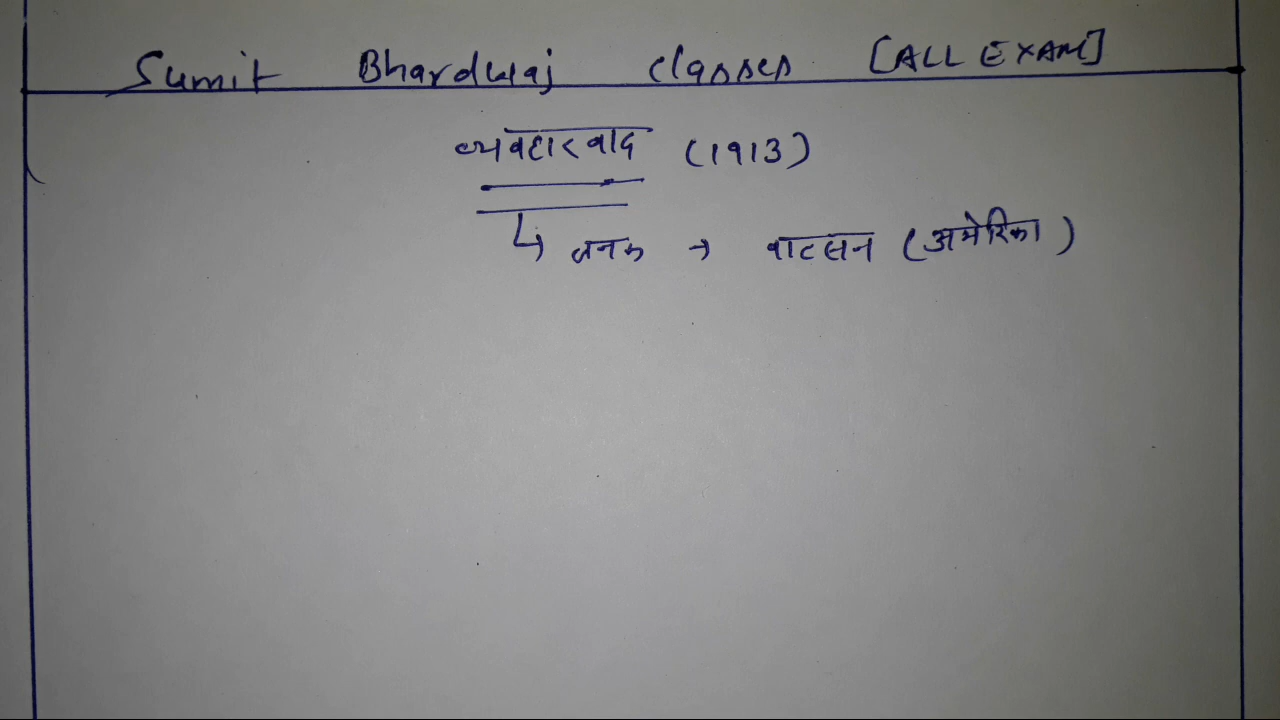 Sumit Bhardwaj Classes [ALL EXAM]
व्यवहारवाद (1913)
↳ जनक → वाटसन (अमेरिका)